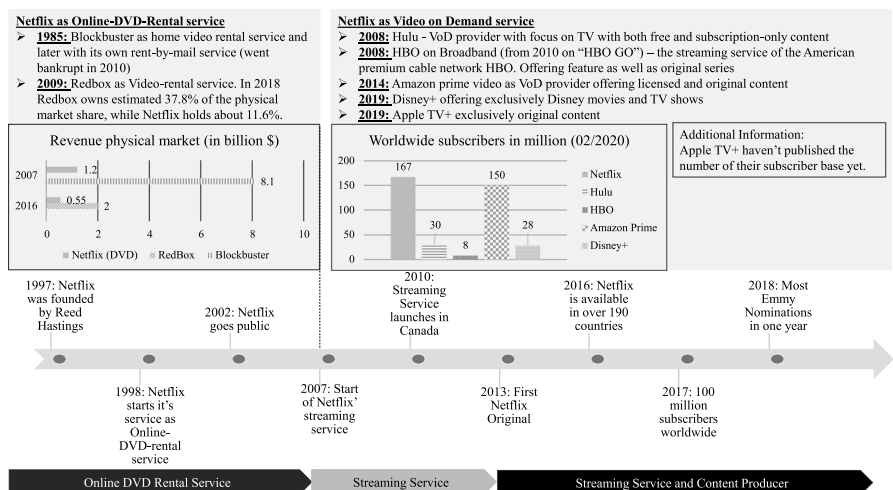 Netflix as Online-DVD-Rental service
➢ 1985: Blockbuster as home video rental service and
later with its own rent-by-mail service (went
bankrupt in 2010)
➢ 2009: Redbox as Video-rental service. In 2018
Redbox owns estimated 37.8% of the physical
market share, while Netflix holds about 11.6%.
Netflix as Video on Demand service
➢ 2008: Hulu - VoD provider with focus on TV with both free and subscription-only content
➢ 2008: HBO on Broadband (from 2010 on “HBO GO”) – the streaming service of the American
premium cable network HBO. Offering feature as well as original series
➢ 2014: Amazon prime video as VoD provider offering licensed and original content
➢ 2019: Disney+ offering exclusively Disney movies and TV shows
➢ 2019: Apple TV+ exclusively original content
Revenue physical market (in billion $)
2007
1.2
8.1
2016
0.55
2
0 2 4 6 8 10
Netflix (DVD) RedBox Blockbuster
Worldwide subscribers in million (02/2020)
200
150
100
50
0
167
30
8
150
28
Netflix
Hulu
HBO
Amazon Prime
Disney+
Additional Information:
Apple TV+ haven’t published the
number of their subscriber base yet.
1997: Netflix
was founded
by Reed
Hastings
1998: Netflix
starts it’s
service as
Online-
DVD-rental
service
2002: Netflix
goes public
2007: Start
of Netflix’
streaming
service
2010:
Streaming
Service
launches in
Canada
2013: First
Netflix
Original
2016: Netflix
is available
in over 190
countries
2017: 100
million
subscribers
worldwide
2018: Most
Emmy
Nominations
in one year
Online DVD Rental Service
Streaming Service
Streaming Service and Content Producer